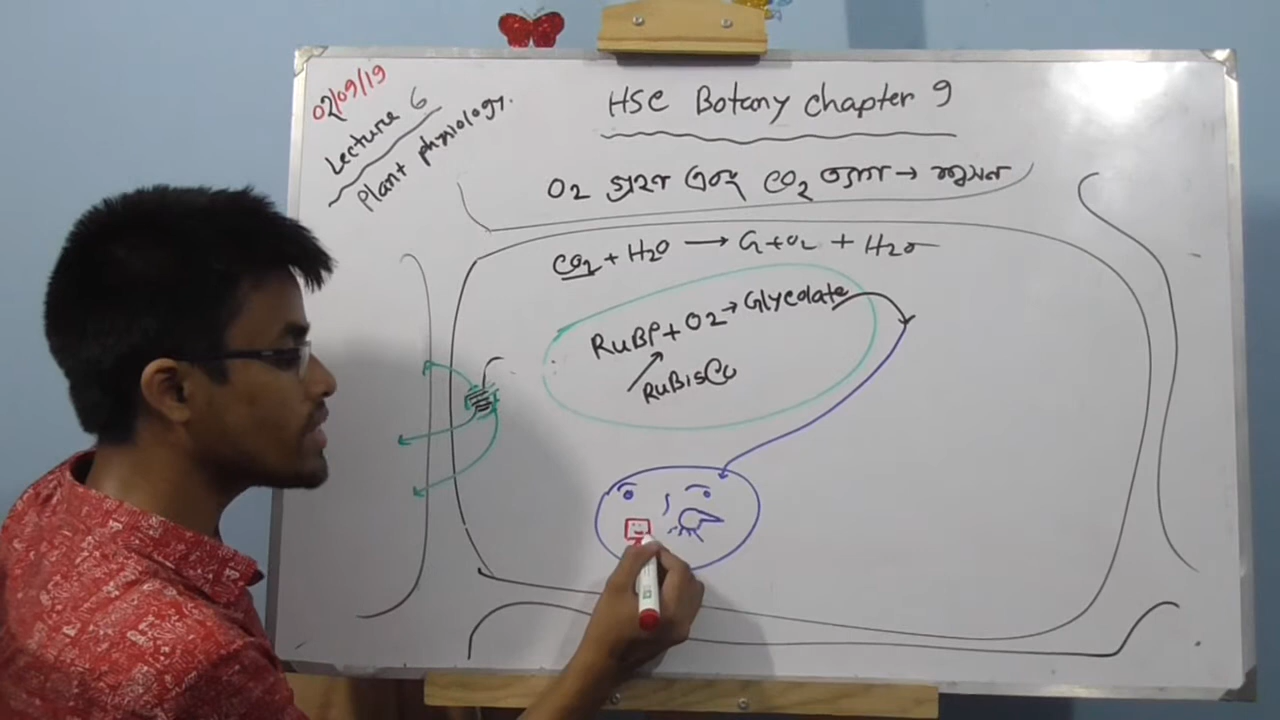 02/09/19
Lecture 6
Plant physiology.
HSC Botany chapter 9
O2 গ্রহণ এবং CO2 ত্যাগ → শ্বসন
CO2 + H2O → G + O2 + H2O
RuBP + O2 → Glycolate
RuBisCo